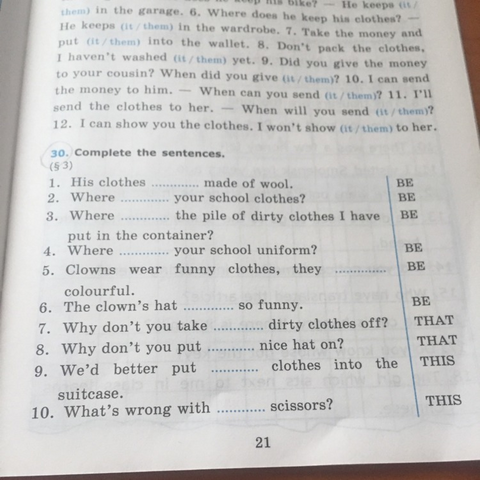 keep his bike? — He keeps (it /
them) in the garage. 6. Where does he keep his clothes? —
He keeps (it / them) in the wardrobe. 7. Take the money and
put (it / them) into the wallet. 8. Don't pack the clothes,
I haven't washed (it / them) yet. 9. Did you give the money
to your cousin? When did you give (it / them)? 10. I can send
the money to him. — When can you send (it / them)? 11. I'll
send the clothes to her. — When will you send (it / them)?
12. I can show you the clothes. I won't show (it / them) to her.
30. Complete the sentences.
(§ 3)
1. His clothes ............ made of wool. BE
2. Where ............ your school clothes? BE
3. Where ............ the pile of dirty clothes I have BE
put in the container?
4. Where ............ your school uniform? BE
5. Clowns wear funny clothes, they ............ BE
colourful.
6. The clown's hat ............ so funny. BE
7. Why don't you take ............ dirty clothes off? THAT
8. Why don't you put ............ nice hat on? THAT
9. We'd better put ............ clothes into the THIS
suitcase.
10. What's wrong with ............ scissors? THIS
21